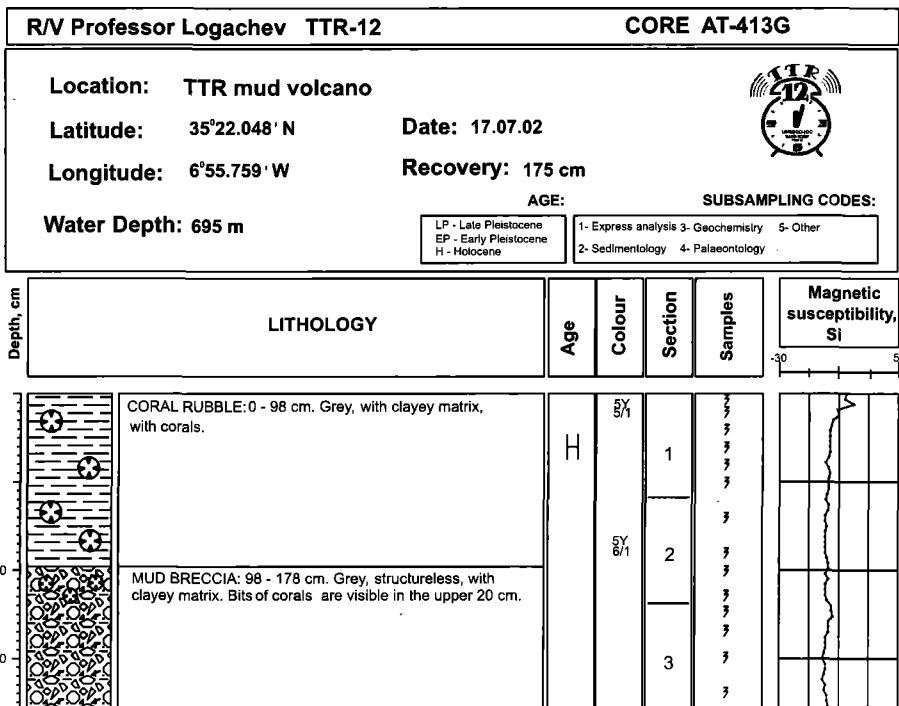 R/V Professor Logachev TTR-12 CORE AT-413G
Location: TTR mud volcano
TTR
12
Latitude: 35°22.048' N Date: 17.07.02
Longitude: 6°55.759' W Recovery: 175 cm
AGE: SUBSAMPLING CODES:
Water Depth: 695 m
LP - Late Pleistocene
EP - Early Pleistocene
H - Holocene
1- Express analysis 3- Geochemistry 5- Other
2- Sedimentology 4- Palaeontology
Depth, cm
LITHOLOGY
Age
Colour
Section
Samples
Magnetic
susceptibility,
Si
-30 5
CORAL RUBBLE: 0 - 98 cm. Grey, with clayey matrix,
with corals.
H
5Y
5/1
1
5Y
6/1
2
0
MUD BRECCIA: 98 - 178 cm. Grey, structureless, with
clayey matrix. Bits of corals are visible in the upper 20 cm.
0
3